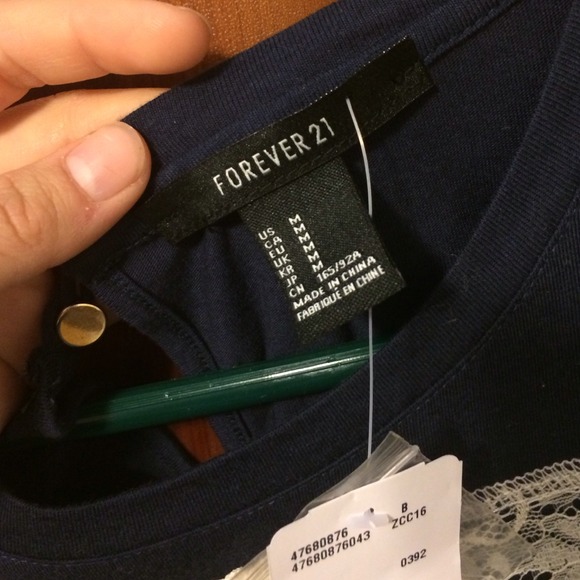 FOREVER 21
US M
CA M
EU M
UK M
KR M
JP M
CN 165/92A
MADE IN CHINA
FABRIQUÉ EN CHINE
47680876 B
47680876043 ZCC16
0392